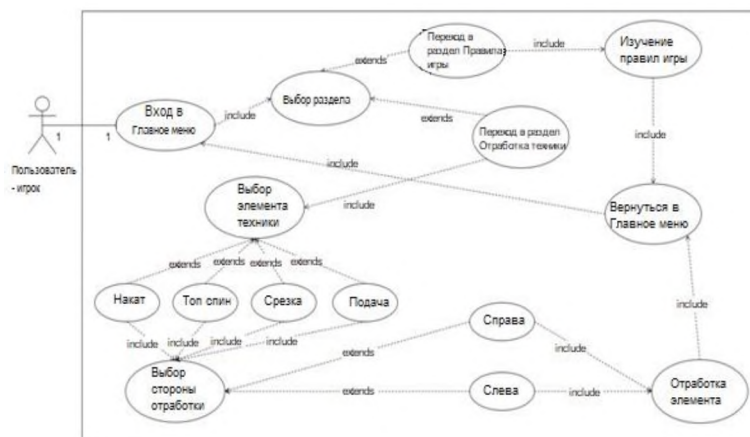 Переход в
раздел Правила
игры
include
Изучение
правил игры
extends
Выбор раздела
Вход в
Главное меню
include
extends
1
1
Переход в раздел
Отработка техники
Пользователь
- игрок
include
Выбор
элемента
техники
include
Вернуться в
Главное меню
extends
extends
extends
extends
Накат
Топ спин
Срезка
Подача
include
include
include
include
include
Справа
extends
include
Выбор
стороны
отработки
extends
Слева
include
Отработка
элемента
include